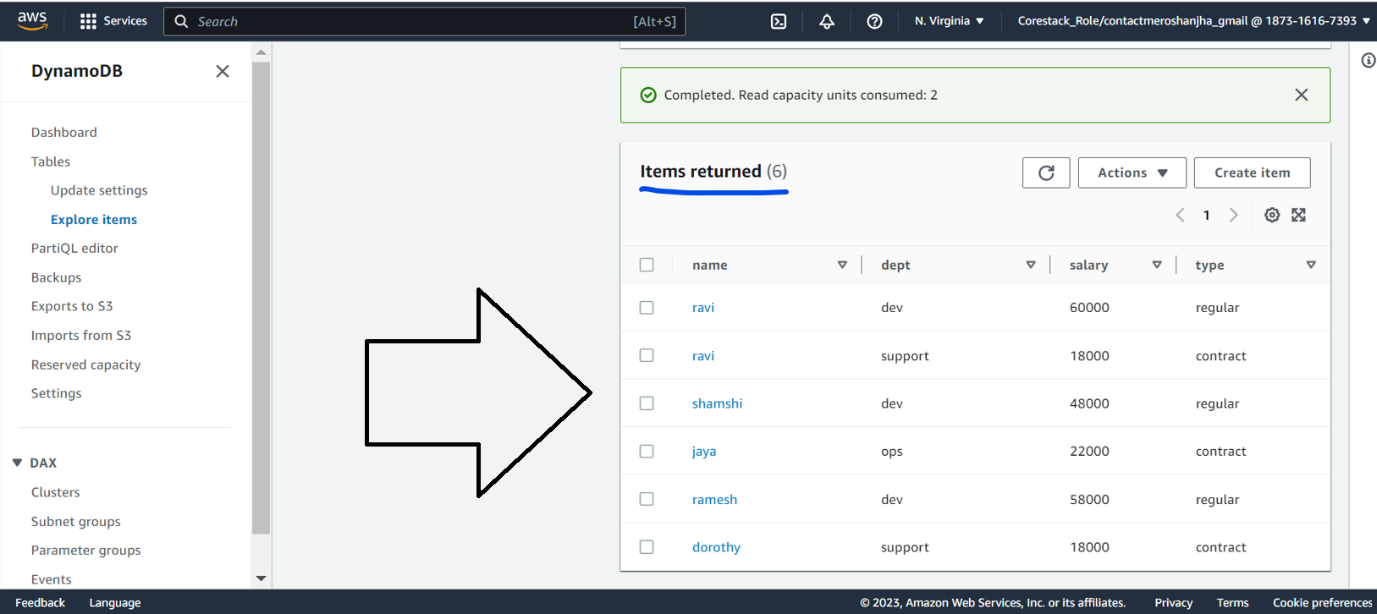 aws Services Search [Alt+S] N. Virginia Corestack_Role/contactmeroshanjha_gmail @ 1873-1616-7393
DynamoDB
Dashboard
Tables
Update settings
Explore items
PartiQL editor
Backups
Exports to S3
Imports from S3
Reserved capacity
Settings
DAX
Clusters
Subnet groups
Parameter groups
Events
Completed. Read capacity units consumed: 2
Items returned (6)
Actions Create item
1
name dept salary type
ravi dev 60000 regular
ravi support 18000 contract
shamshi dev 48000 regular
jaya ops 22000 contract
ramesh dev 58000 regular
dorothy support 18000 contract
Feedback Language © 2023, Amazon Web Services, Inc. or its affiliates. Privacy Terms Cookie preferences